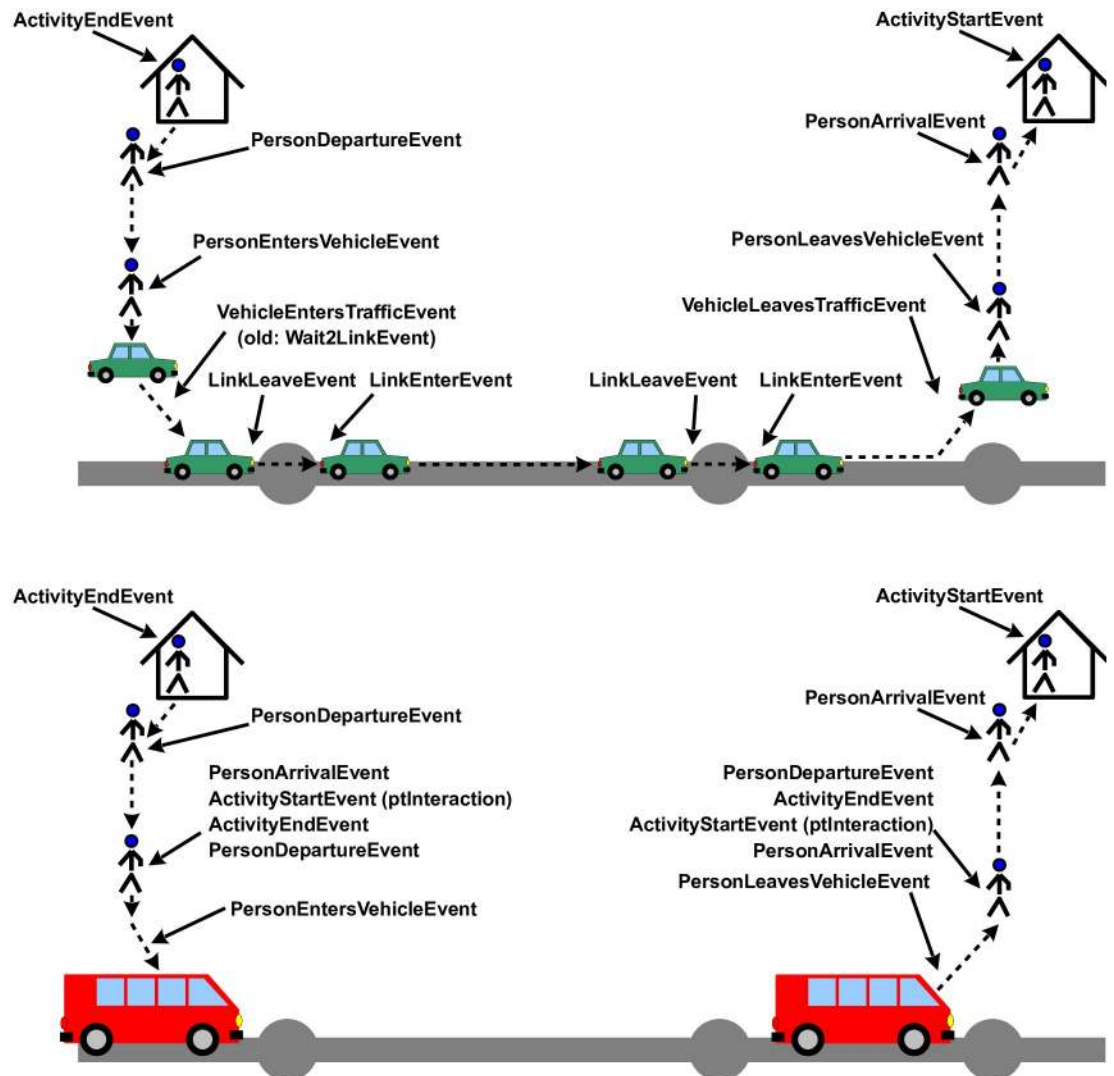 ActivityEndEvent
ActivityStartEvent
PersonDepartureEvent
PersonArrivalEvent
PersonEntersVehicleEvent
PersonLeavesVehicleEvent
VehicleEntersTrafficEvent
(old: Wait2LinkEvent)
VehicleLeavesTrafficEvent
LinkLeaveEvent
LinkEnterEvent
LinkLeaveEvent
LinkEnterEvent
ActivityEndEvent
ActivityStartEvent
PersonDepartureEvent
PersonArrivalEvent
PersonArrivalEvent
ActivityStartEvent (ptInteraction)
ActivityEndEvent
PersonDepartureEvent
PersonDepartureEvent
ActivityEndEvent
ActivityStartEvent (ptInteraction)
PersonArrivalEvent
PersonLeavesVehicleEvent
PersonEntersVehicleEvent